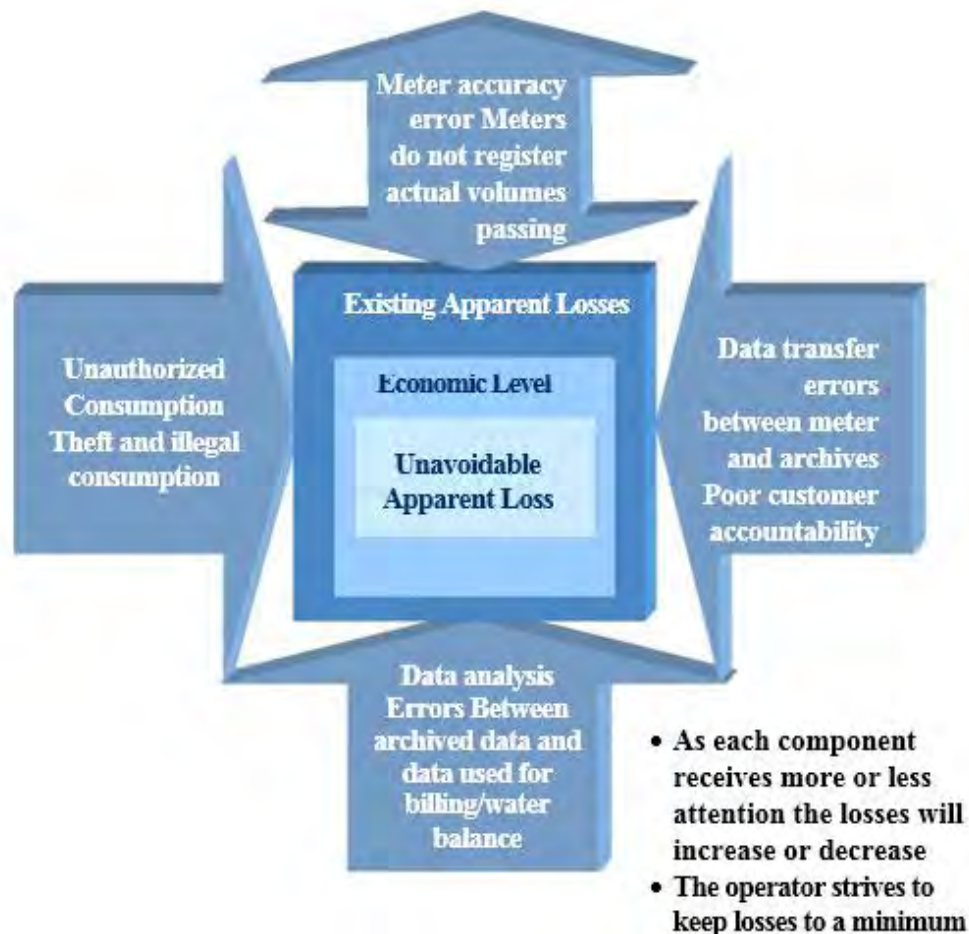 Meter accuracy
error Meters
do not register
actual volumes
passing
Existing Apparent Losses
Economic Level
Unavoidable
Apparent Loss
Unauthorized
Consumption
Theft and illegal
consumption
Data transfer
errors
between meter
and archives
Poor customer
accountability
Data analysis
Errors Between
archived data and
data used for
billing/water
balance
• As each component
receives more or less
attention the losses will
increase or decrease
• The operator strives to
keep losses to a minimum